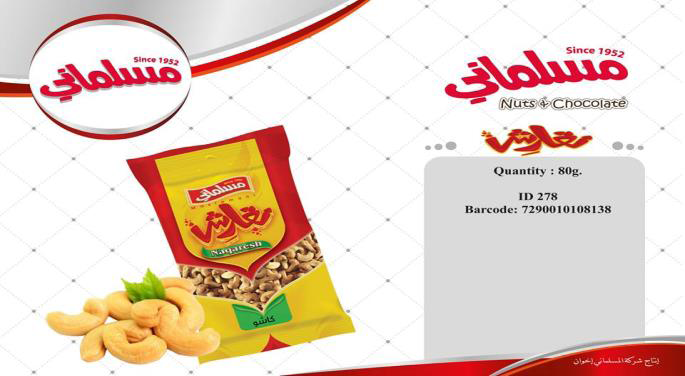 Since 1952
مسلماني
Since 1952
مسلماني
Nuts & Chocolate
نقارش
Quantity : 80g.
ID 278
Barcode: 7290010108138
مسلماني
نقارش
Naqaresh
كاشو
إنتاج شركة المسلماني إخوان